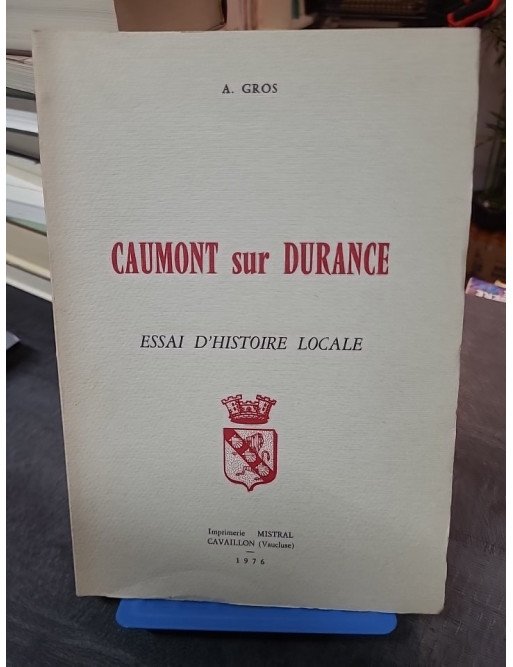 A. GROS
CAUMONT sur DURANCE
ESSAI D'HISTOIRE LOCALE
Imprimerie MISTRAL
CAVAILLON (Vaucluse)
—
1976